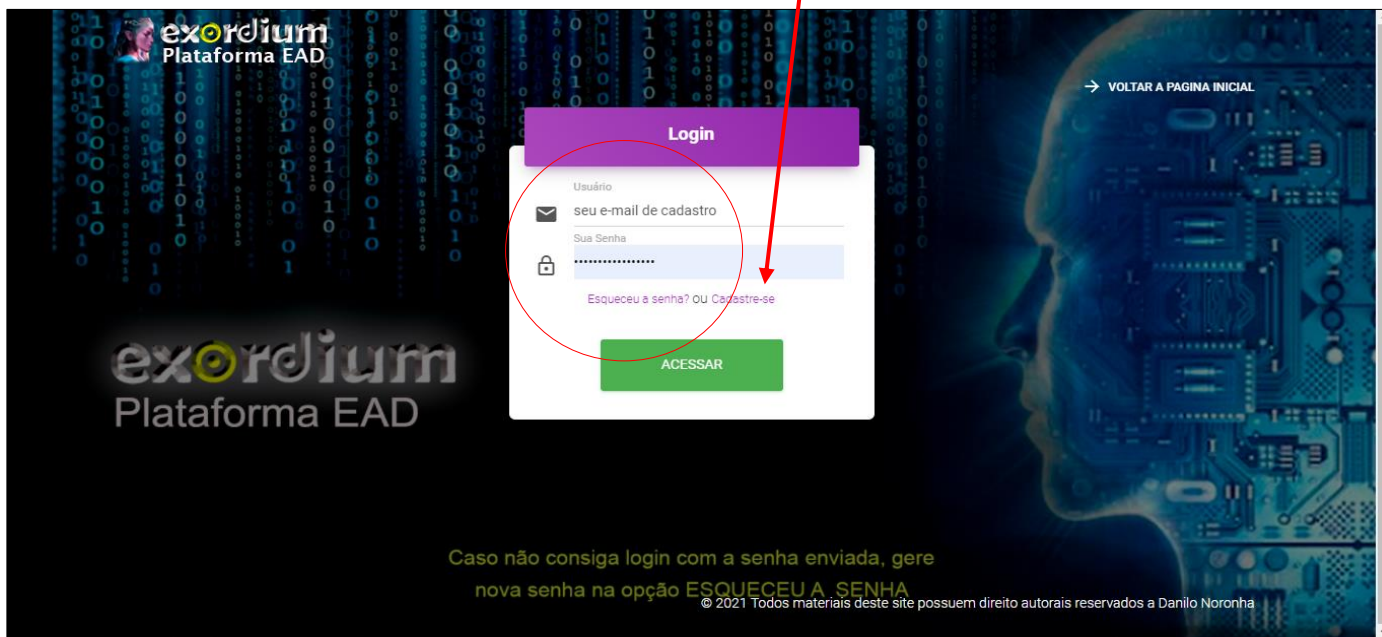 exordium
Plataforma EAD
→ VOLTAR A PAGINA INICIAL
Login
Usuário
seu e-mail de cadastro
Sua Senha
•••••••••••••••••
Esqueceu a senha? ou Cadastre-se
ACESSAR
exordium
Plataforma EAD
Caso não consiga login com a senha enviada, gere
nova senha na opção ESQUECEU A SENHA
© 2021 Todos materiais deste site possuem direito autorais reservados a Danilo Noronha